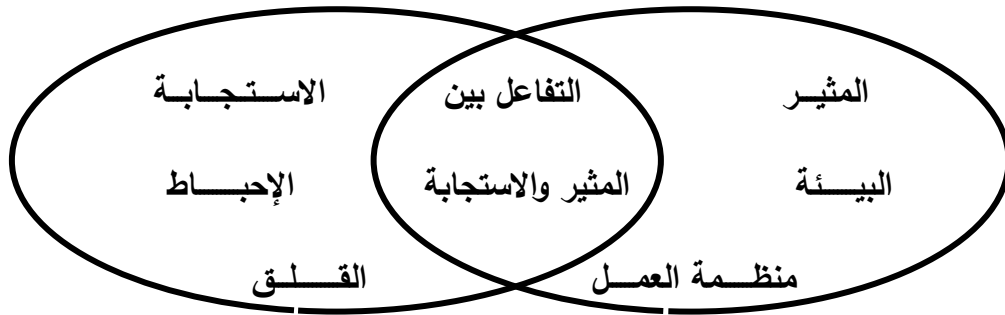 المثير
التفاعل بين
الاستجابة
البيئة
المثير والاستجابة
الإحباط
منظمة العمل
القلق